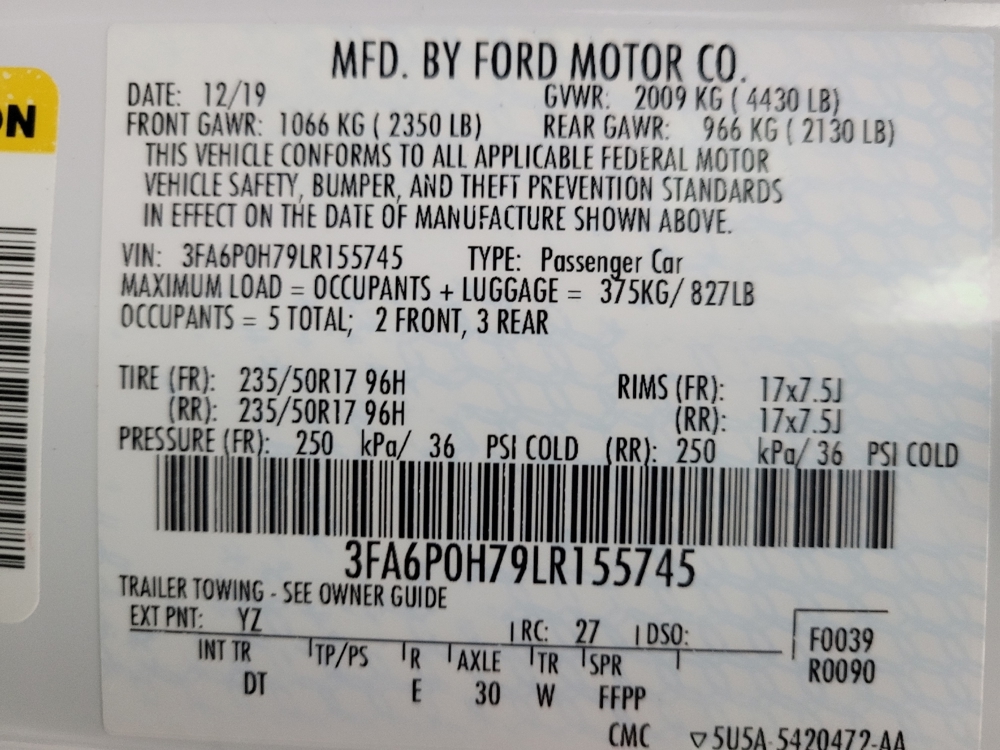 MFD. BY FORD MOTOR CO.
DATE: 12/19 GVWR: 2009 KG ( 4430 LB)
FRONT GAWR: 1066 KG ( 2350 LB) REAR GAWR: 966 KG ( 2130 LB)
THIS VEHICLE CONFORMS TO ALL APPLICABLE FEDERAL MOTOR
VEHICLE SAFETY, BUMPER, AND THEFT PREVENTION STANDARDS
IN EFFECT ON THE DATE OF MANUFACTURE SHOWN ABOVE.
VIN: 3FA6P0H79LR155745 TYPE: Passenger Car
MAXIMUM LOAD = OCCUPANTS + LUGGAGE = 375KG/ 827LB
OCCUPANTS = 5 TOTAL; 2 FRONT, 3 REAR
TIRE (FR): 235/50R17 96H RIMS (FR): 17x7.5J
(RR): 235/50R17 96H (RR): 17x7.5J
PRESSURE (FR): 250 kPa/ 36 PSI COLD (RR): 250 kPa/ 36 PSI COLD
3FA6P0H79LR155745
TRAILER TOWING - SEE OWNER GUIDE
EXT PNT: YZ RC: 27 DSO: F0039
INT TR TP/PS R AXLE TR SPR R0090
DT E 30 W FFPP
CMC ▽5U5A-5420472-AA